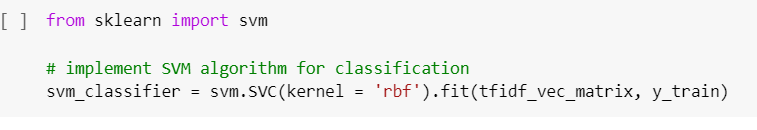 [ ] from sklearn import svm
# implement SVM algorithm for classification
svm_classifier = svm.SVC(kernel = 'rbf').fit(tfidf_vec_matrix, y_train)